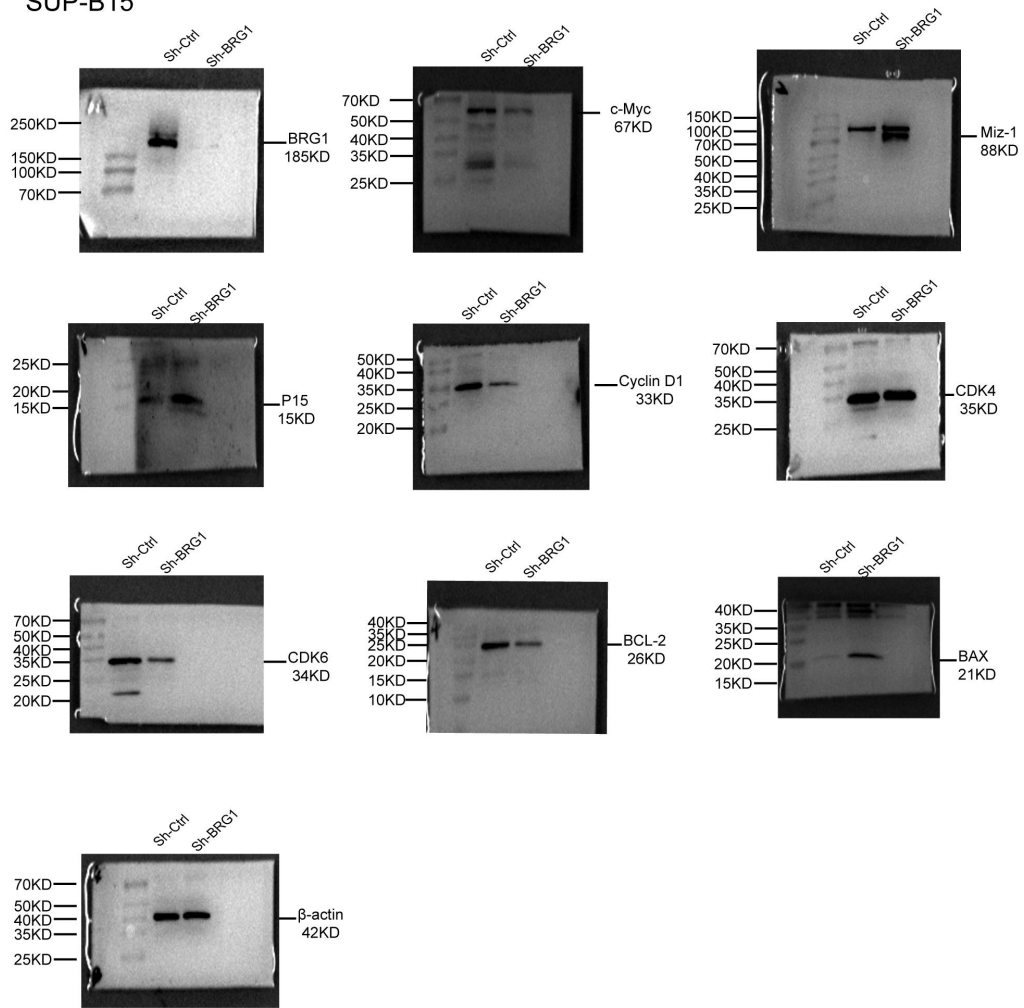 SUP-B15
Sh-Ctrl
Sh-BRG1
250KD
150KD
100KD
70KD
BRG1
185KD
Sh-Ctrl
Sh-BRG1
70KD
50KD
40KD
35KD
25KD
c-Myc
67KD
Sh-Ctrl
Sh-BRG1
150KD
100KD
70KD
50KD
40KD
35KD
25KD
Miz-1
88KD
Sh-Ctrl
Sh-BRG1
25KD
20KD
15KD
P15
15KD
Sh-Ctrl
Sh-BRG1
50KD
40KD
35KD
25KD
20KD
Cyclin D1
33KD
Sh-Ctrl
Sh-BRG1
70KD
50KD
40KD
35KD
25KD
CDK4
35KD
Sh-Ctrl
Sh-BRG1
70KD
50KD
40KD
35KD
25KD
20KD
CDK6
34KD
Sh-Ctrl
Sh-BRG1
40KD
35KD
25KD
20KD
15KD
10KD
BCL-2
26KD
Sh-Ctrl
Sh-BRG1
40KD
35KD
25KD
20KD
15KD
BAX
21KD
Sh-Ctrl
Sh-BRG1
70KD
50KD
40KD
35KD
25KD
β-actin
42KD